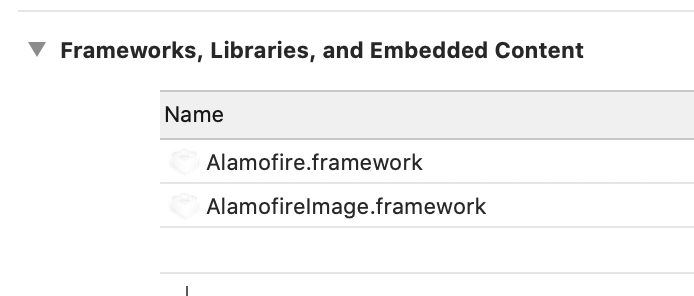 Frameworks, Libraries, and Embedded Content
Name
Alamofire.framework
AlamofireImage.framework